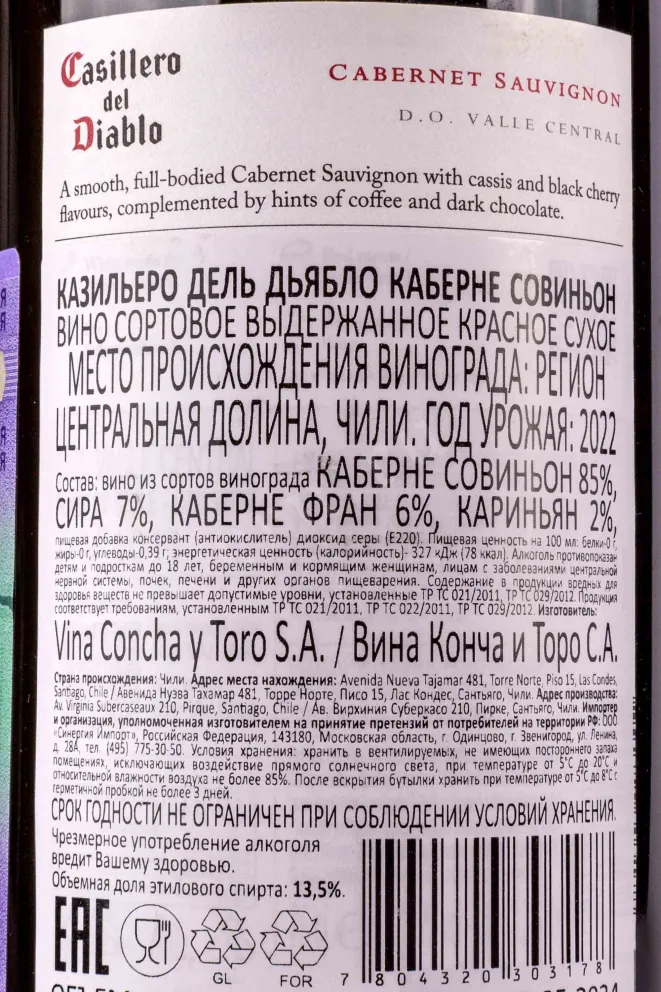 Casillero
del
Diablo
CABERNET SAUVIGNON
D.O. VALLE CENTRAL
A smooth, full-bodied Cabernet Sauvignon with cassis and black cherry
flavours, complemented by hints of coffee and dark chocolate.
КАЗИЛЬЕРО ДЕЛЬ ДЬЯБЛО КАБЕРНЕ СОВИНЬОН
ВИНО СОРТОВОЕ ВЫДЕРЖАННОЕ КРАСНОЕ СУХОЕ
МЕСТО ПРОИСХОЖДЕНИЯ ВИНОГРАДА: РЕГИОН
ЦЕНТРАЛЬНАЯ ДОЛИНА, ЧИЛИ. ГОД УРОЖАЯ: 2022
Состав: вино из сортов винограда КАБЕРНЕ СОВИНЬОН 85%,
СИРА 7%, КАБЕРНЕ ФРАН 6%, КАРИНЬЯН 2%,
пищевая добавка консервант (антиокислитель) диоксид серы (Е220). Пищевая ценность на 100 мл: белки-0 г,
жиры-0 г, углеводы-0,39 г; энергетическая ценность (калорийность)- 327 кДж (78 ккал). Алкоголь противопоказан
детям и подросткам до 18 лет, беременным и кормящим женщинам, лицам с заболеваниями центральной
нервной системы, почек, печени и других органов пищеварения. Содержание в продукции вредных для
здоровья веществ не превышает допустимые уровни, установленные ТР ТС 021/2011, ТР ТС 029/2012. Продукция
соответствует требованиям, установленным ТР ТС 021/2011, ТР ТС 022/2011, ТР ТС 029/2012. Изготовитель:
Vina Concha y Toro S.A. / Вина Конча и Торо С.А.
Страна происхождения: Чили. Адрес места нахождения: Avenida Nueva Tajamar 481, Torre Norte, Piso 15, Las Condes,
Santiago, Chile / Авенида Нуэва Тахамар 481, Торре Норте, Писо 15, Лас Кондес, Сантьяго, Чили. Адрес производства:
Av. Virginia Subercaseaux 210, Pirque, Santiago, Chile / Ав. Вирхиния Суберкасо 210, Пирке, Сантьяго, Чили. Импортер
и организация, уполномоченная изготовителем на принятие претензий от потребителей на территории РФ: ООО
«Синергия Импорт», Российская Федерация, 143180, Московская область, г. Одинцово, г. Звенигород, ул. Ленина,
д. 28А, тел. (495) 775-30-50. Условия хранения: хранить в вентилируемых, не имеющих постороннего запаха
помещениях, исключающих воздействие прямого солнечного света, при температуре от 5°С до 20°С и
относительной влажности воздуха не более 85%. После вскрытия бутылки хранить при температуре от 5°С до 8°С с
герметичной пробкой не более 3 дней.
СРОК ГОДНОСТИ НЕ ОГРАНИЧЕН ПРИ СОБЛЮДЕНИИ УСЛОВИЙ ХРАНЕНИЯ.
Чрезмерное употребление алкоголя
вредит Вашему здоровью.
Объемная доля этилового спирта: 13,5%.
EAC
GL FOR
7 804320 303178